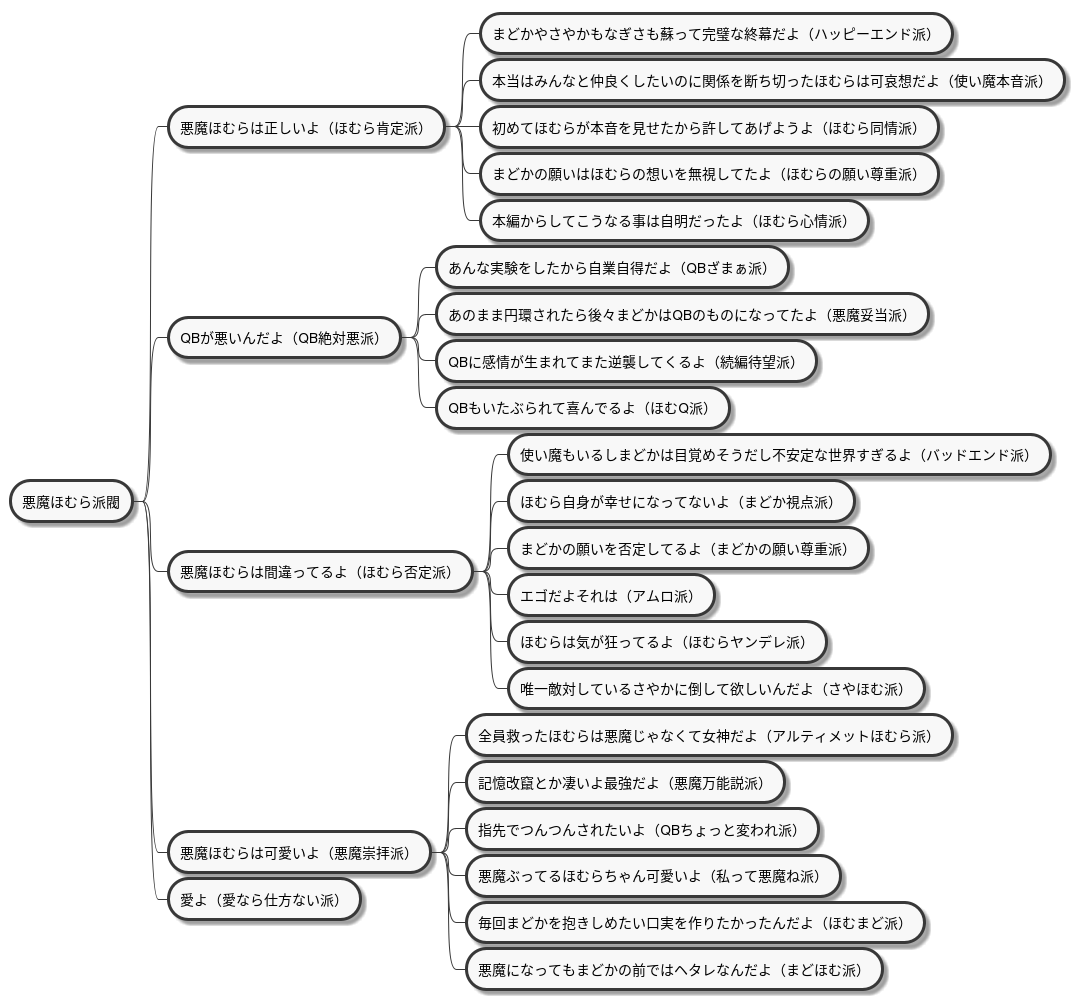 まどかやさやかもなぎさも蘇って完璧な終幕だよ（ハッピーエンド派）
本当はみんなと仲良くしたいのに関係を断ち切ったほむらは可哀想だよ（使い魔本音派）
悪魔ほむらは正しいよ（ほむら肯定派）
初めてほむらが本音を見せたから許してあげようよ（ほむら同情派）
まどかの願いはほむらの想いを無視してたよ（ほむらの願い尊重派）
本編からしてこうなる事は自明だったよ（ほむら心情派）
あんな実験をしたから自業自得だよ（QBざまぁ派）
あのまま円環されたら後々まどかはQBのものになってたよ（悪魔妥当派）
QBが悪いんだよ（QB絶対悪派）
QBに感情が生まれてまた逆襲してくるよ（続編待望派）
QBもいたぶられて喜んでるよ（ほむQ派）
使い魔もいるしまどかは目覚めそうだし不安定な世界すぎるよ（バッドエンド派）
悪魔ほむら派閥
ほむら自身が幸せになってないよ（まどか視点派）
まどかの願いを否定してるよ（まどかの願い尊重派）
悪魔ほむらは間違ってるよ（ほむら否定派）
エゴだよそれは（アムロ派）
ほむらは気が狂ってるよ（ほむらヤンデレ派）
唯一敵対しているさやかに倒して欲しいんだよ（さやほむ派）
全員救ったほむらは悪魔じゃなくて女神だよ（アルティメットほむら派）
記憶改竄とか凄いよ最強だよ（悪魔万能説派）
指先でつんつんされたいよ（QBちょっと変われ派）
悪魔ほむらは可愛いよ（悪魔崇拝派）
悪魔ぶってるほむらちゃん可愛いよ（私って悪魔ね派）
愛よ（愛なら仕方ない派）
毎回まどかを抱きしめたい口実を作りたかったんだよ（ほむまど派）
悪魔になってもまどかの前ではヘタレなんだよ（まどほむ派）